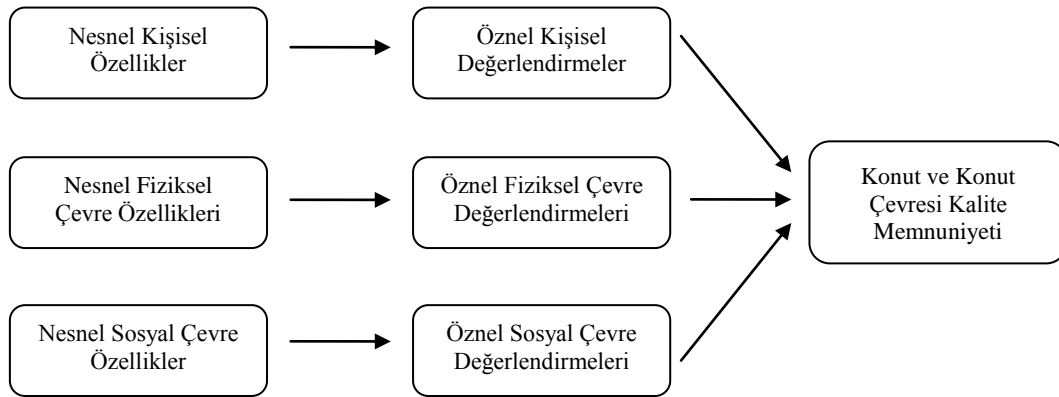 Nesnel Kişisel
Özellikler
Öznel Kişisel
Değerlendirmeler
Nesnel Fiziksel
Çevre Özellikleri
Öznel Fiziksel Çevre
Değerlendirmeleri
Konut ve Konut
Çevresi Kalite
Memnuniyeti
Nesnel Sosyal Çevre
Özellikler
Öznel Sosyal Çevre
Değerlendirmeleri